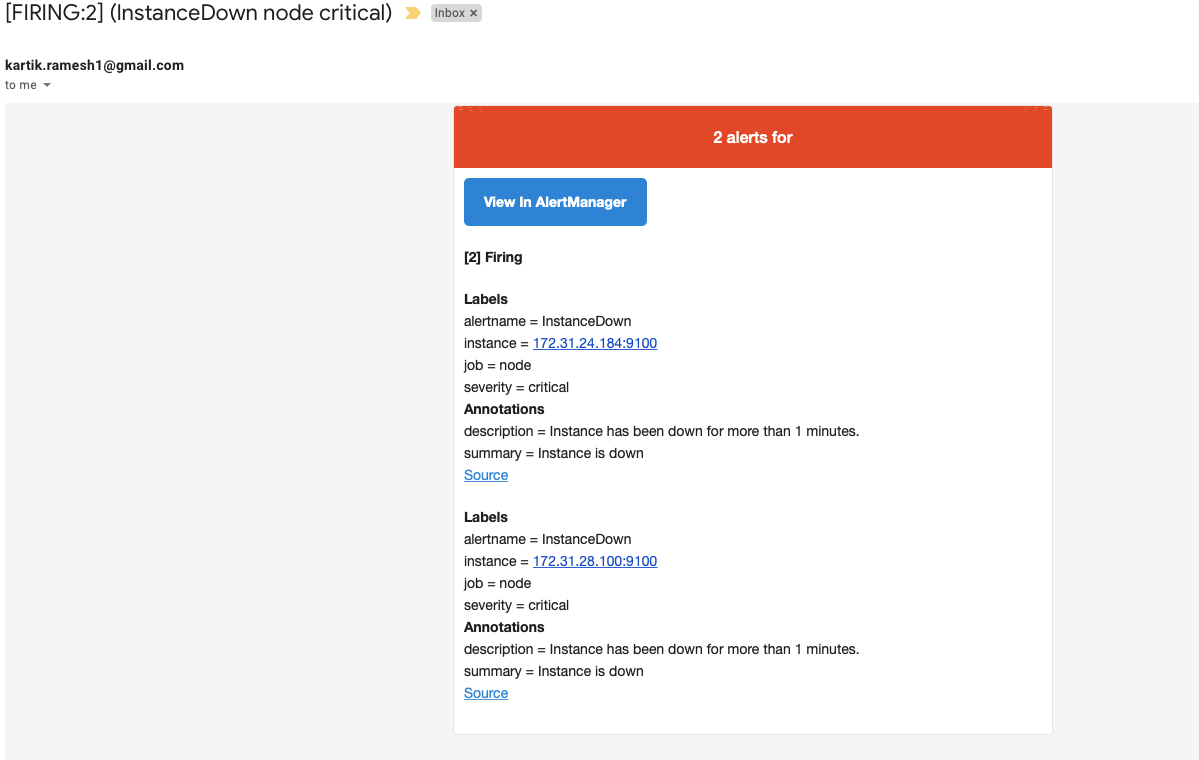 [FIRING:2] (InstanceDown node critical) Inbox ×
kartik.ramesh1@gmail.com
to me
2 alerts for
View In AlertManager
[2] Firing
Labels
alertname = InstanceDown
instance = 172.31.24.184:9100
job = node
severity = critical
Annotations
description = Instance has been down for more than 1 minutes.
summary = Instance is down
Source
Labels
alertname = InstanceDown
instance = 172.31.28.100:9100
job = node
severity = critical
Annotations
description = Instance has been down for more than 1 minutes.
summary = Instance is down
Source